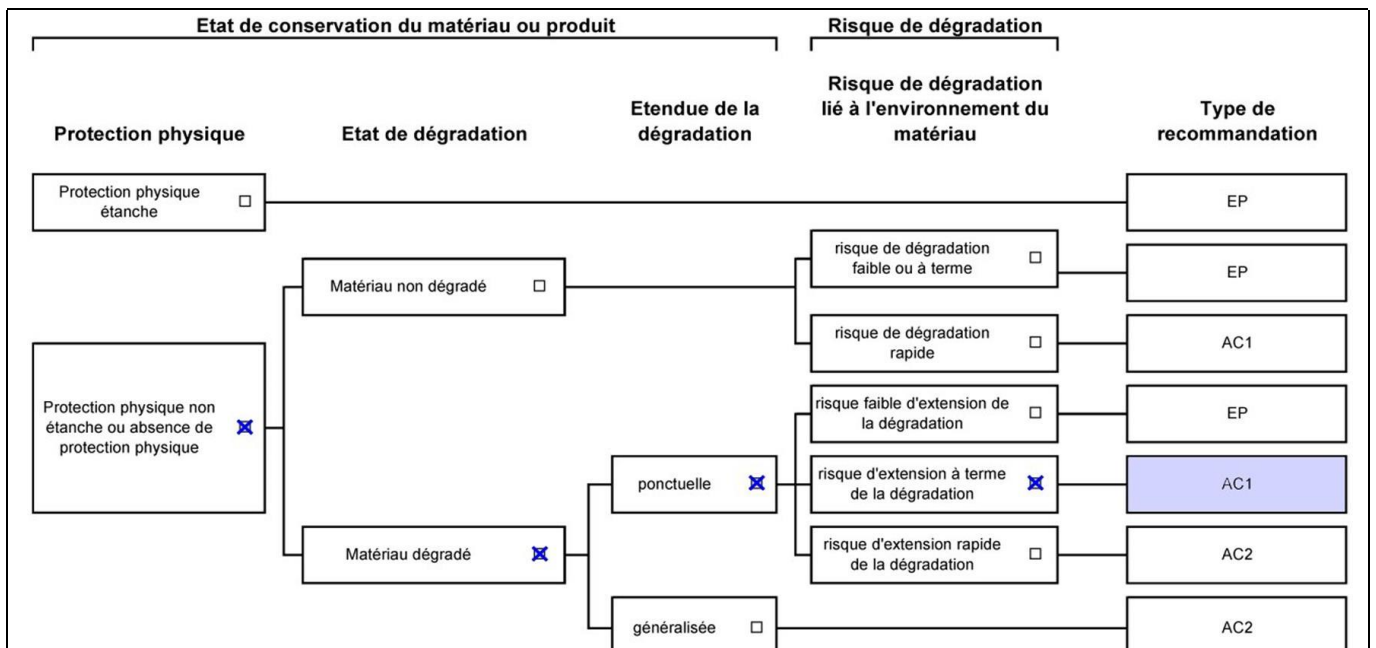 Etat de conservation du matériau ou produit
Risque de dégradation
Protection physique
Etat de dégradation
Etendue de la
dégradation
Risque de dégradation
lié à l'environnement du
matériau
Type de
recommandation
Protection physique
étanche
EP
Matériau non dégradé
risque de dégradation
faible ou à terme
EP
risque de dégradation
rapide
AC1
Protection physique non
étanche ou absence de
protection physique
risque faible d'extension de
la dégradation
EP
ponctuelle
risque d'extension à terme
de la dégradation
AC1
Matériau dégradé
risque d'extension rapide
de la dégradation
AC2
généralisée
AC2